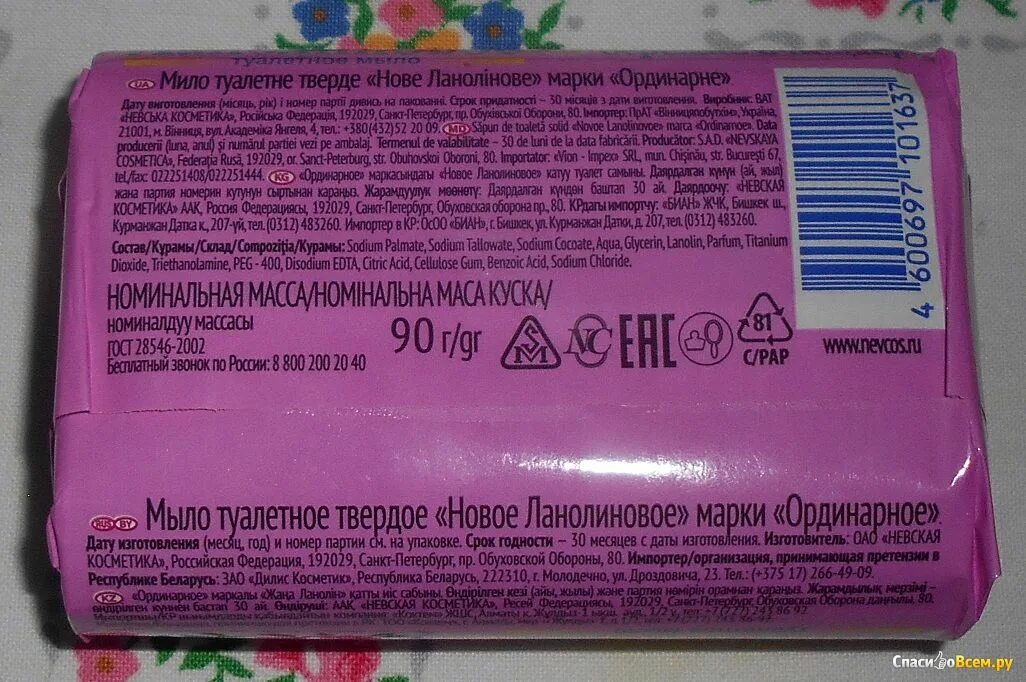 туалетное мыло
UA Мило туалетне тверде «Нове Ланолінове» марки «Ординарне»
Дату виготовлення (місяць, рік) і номер партії дивись на пакованні. Строк придатності – 30 місяців з дати виготовлення. Виробник: ВАТ
«НЕВСЬКА КОСМЕТИКА», Російська Федерація, 192029, Санкт-Петербург, пр. Обухівської Оборони, 80. Імпортер: ПрАТ «Вінницяпобутхім», Україна,
21001, м. Вінниця, вул. Академіка Янгеля, 4, тел.: +380(432)52 20 09. MD Săpun de toaletă solid «Novoe Lanolinovoe» marca «Ordinarnoe». Data
producerii (luna, anul) și numărul partiei vezi pe ambalaj. Termenul de valabilitate – 30 de luni de la data fabricării. Producător: S.A.D. «NEVSKAYA
COSMETICA», Federația Rusă, 192029, or. Sanct-Peterburg, str. Obuhovskoi Oboroni, 80. Importator: «Vion - Impex» SRL, mun. Chișinău, str. București 67,
tel./fax: 022251408/022251444. KG «Ординарное» маркасындагы «Новое Ланолиновое» катуу туалет самыны. Даярдалган күнүн (ай, жыл)
жана партия номерин кутунун сыртынан караңыз. Жарамдуулук мөөнөтү: Даярдалган күндөн баштап 30 ай. Даярдоочу: «НЕВСКАЯ
КОСМЕТИКА» ААК, Россия Федерациясы, 192029, Санкт-Петербург, Обуховская оборона пр., 80. КРдагы импортчу: «БИАН» ЖЧК, Бишкек ш.,
Курманжан Датка к., 207-үй, тел. (0312) 483260. Импортер в КР: ОсОО «БИАН», г. Бишкек, ул. Курманжан Датки, д. 207, тел. (0312) 483260.
Состав/Курамы/Склад/Compoziția/Курамы: Sodium Palmate, Sodium Tallowate, Sodium Cocoate, Aqua, Glycerin, Lanolin, Parfum, Titanium
Dioxide, Triethanolamine, PEG - 400, Disodium EDTA, Citric Acid, Cellulose Gum, Benzoic Acid, Sodium Chloride.
НОМИНАЛЬНАЯ МАССА/НОМІНАЛЬНА МАСА КУСКА/
номиналдуу массасы
ГОСТ 28546-2002
Бесплатный звонок по России: 8 800 200 20 40
90 г/gr
ЕАС
81
C/PAP
www.nevcos.ru
4 600697 101637
RUS BY Мыло туалетное твердое «Новое Ланолиновое» марки «Ординарное».
Дату изготовления (месяц, год) и номер партии см. на упаковке. Срок годности – 30 месяцев с даты изготовления. Изготовитель: ОАО «НЕВСКАЯ
КОСМЕТИКА», Российская Федерация, 192029, Санкт-Петербург, пр. Обуховской Обороны, 80. Импортер/организация, принимающая претензии в
Республике Беларусь: ЗАО «Дилис Косметик», Республика Беларусь, 222310, г. Молодечно, ул. Дроздовича, 23. Тел.: (+375 17) 266-49-09.
KZ «Ординарное» маркалы «Жаңа Ланолін» қатты иіс сабыны. Өндірілген кезі (айы, жылы) және партия нөмірін орамнан қараңыз. Жарамдылық мерзімі –
өндірілген күннен бастап 30 ай. Өндіруші: ААК «НЕВСКАЯ КОСМЕТИКА», Ресей Федерациясы, 192029, Санкт-Петербург, Обуховская Оборона даңғылы, 80.
СпасибоВсем.ру